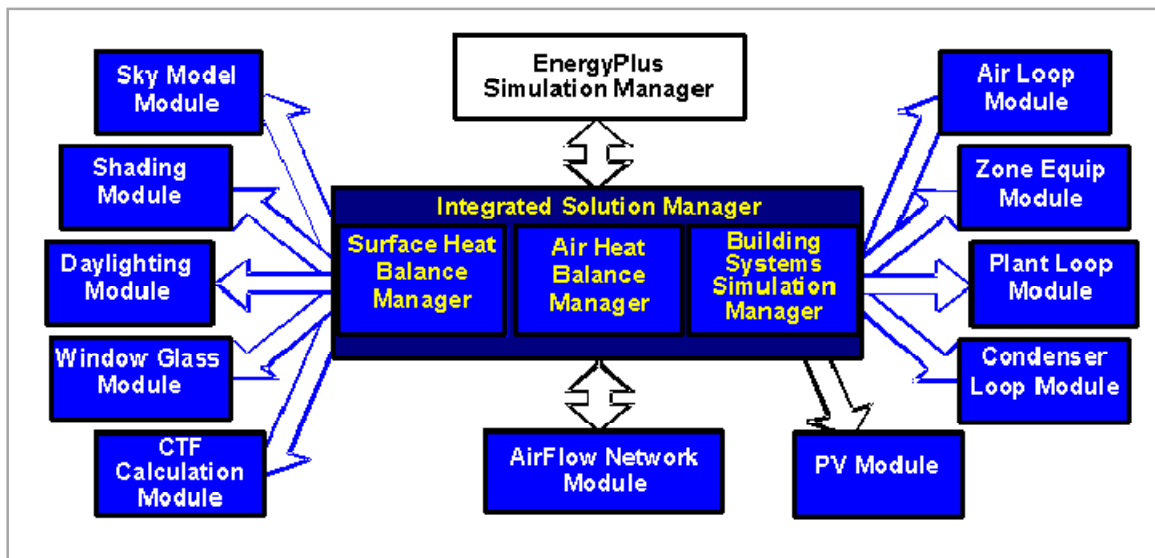 EnergyPlus
Simulation Manager
Sky Model
Module
Shading
Module
Daylighting
Module
Window Glass
Module
CTF
Calculation
Module
Integrated Solution Manager
Surface Heat
Balance
Manager
Air Heat
Balance
Manager
Building
Systems
Simulation
Manager
Air Loop
Module
Zone Equip
Module
Plant Loop
Module
Condenser
Loop Module
AirFlow Network
Module
PV Module